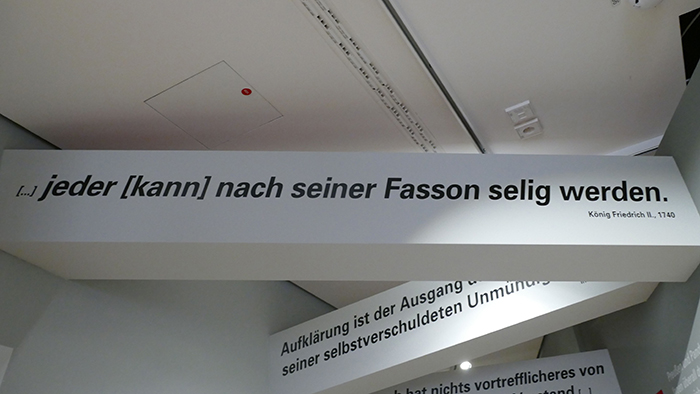 [...] jeder [kann] nach seiner Fasson selig werden.
König Friedrich II., 1740
Aufklärung ist der Ausgang
seiner selbstverschuldeten
hat nichts vortrefflicheres von
[...]